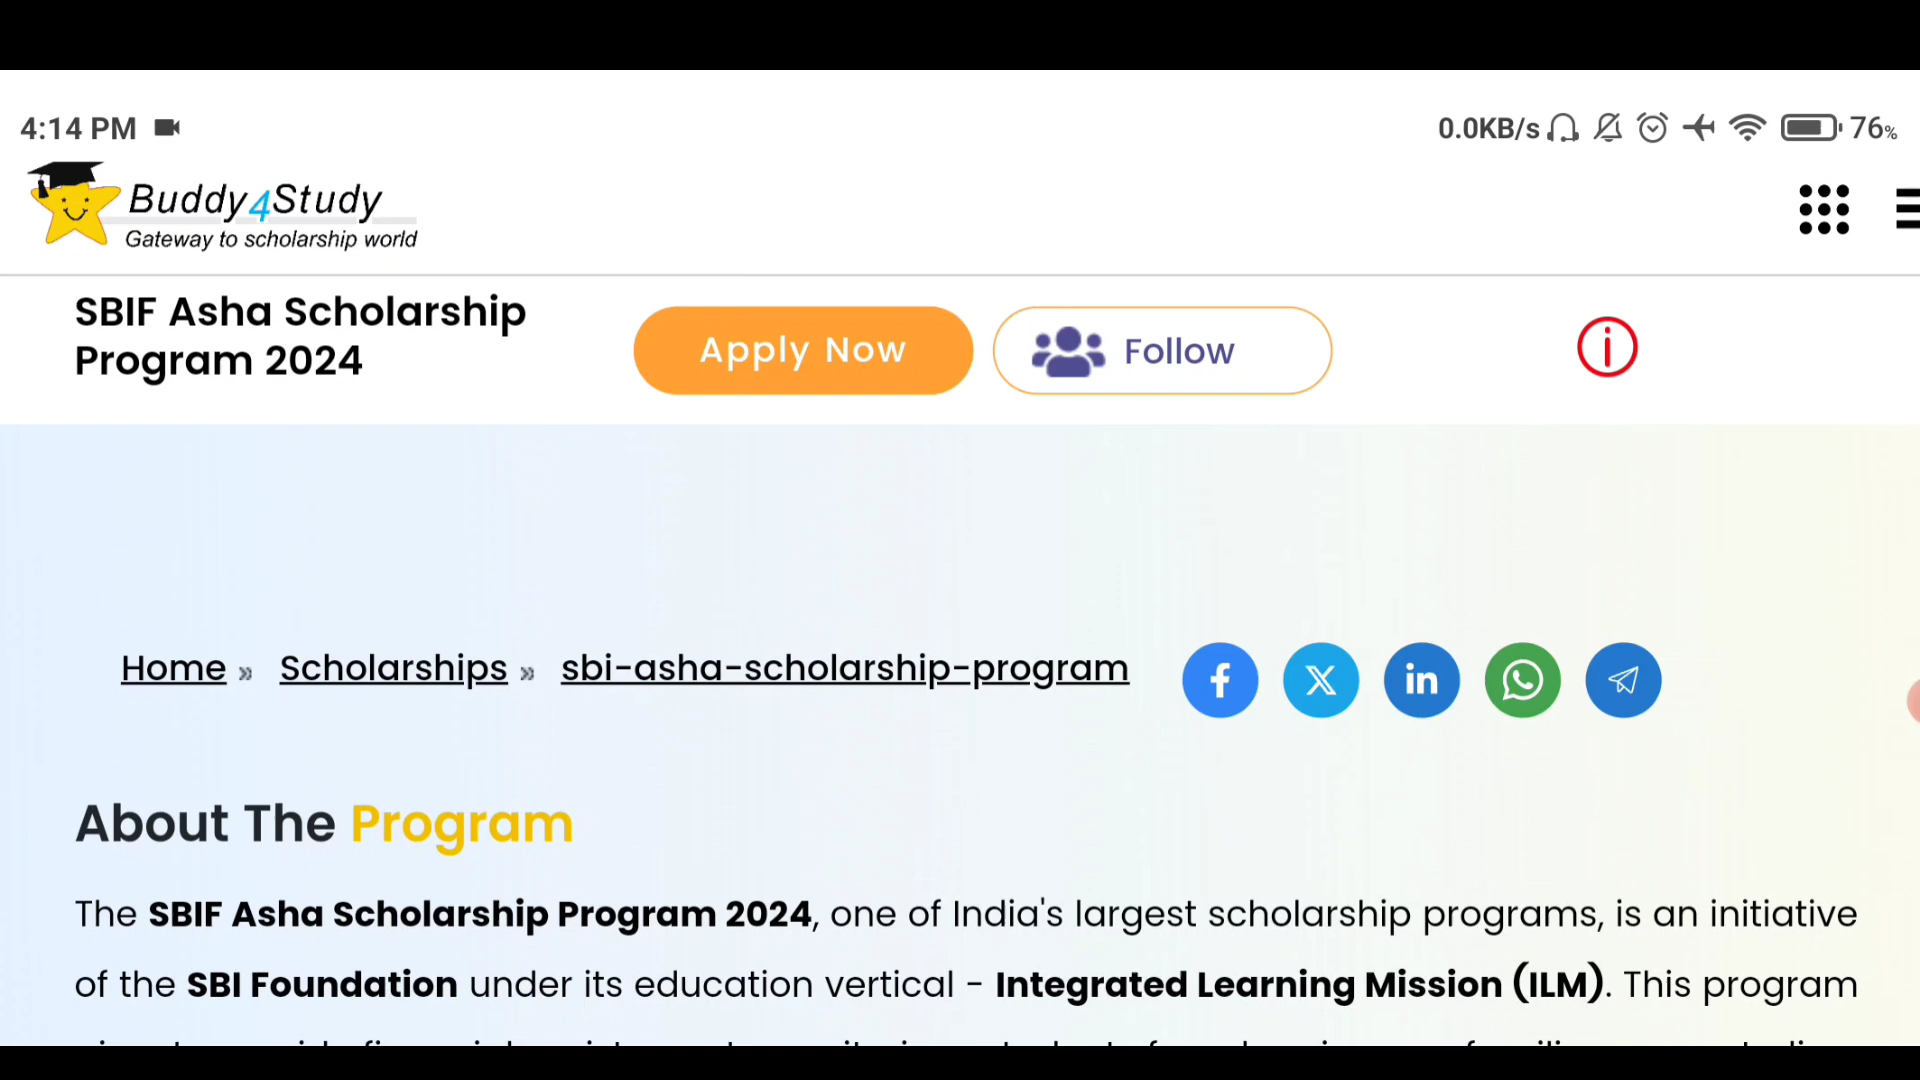 4:14 PM
0.0KB/s 76%
Buddy4Study
Gateway to scholarship world
SBIF Asha Scholarship
Program 2024
Apply Now
Follow
Home » Scholarships » sbi-asha-scholarship-program
About The Program
The SBIF Asha Scholarship Program 2024, one of India's largest scholarship programs, is an initiative
of the SBI Foundation under its education vertical - Integrated Learning Mission (ILM). This program